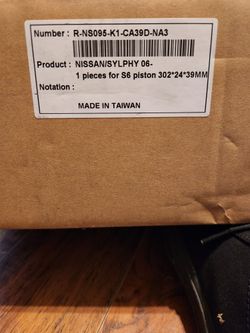 Number : R-NS095-K1-CA39D-NA3
Product : NISSAN/SYLPHY 06-
1 pieces for S6 piston 302*24*39MM
Notation :
MADE IN TAIWAN